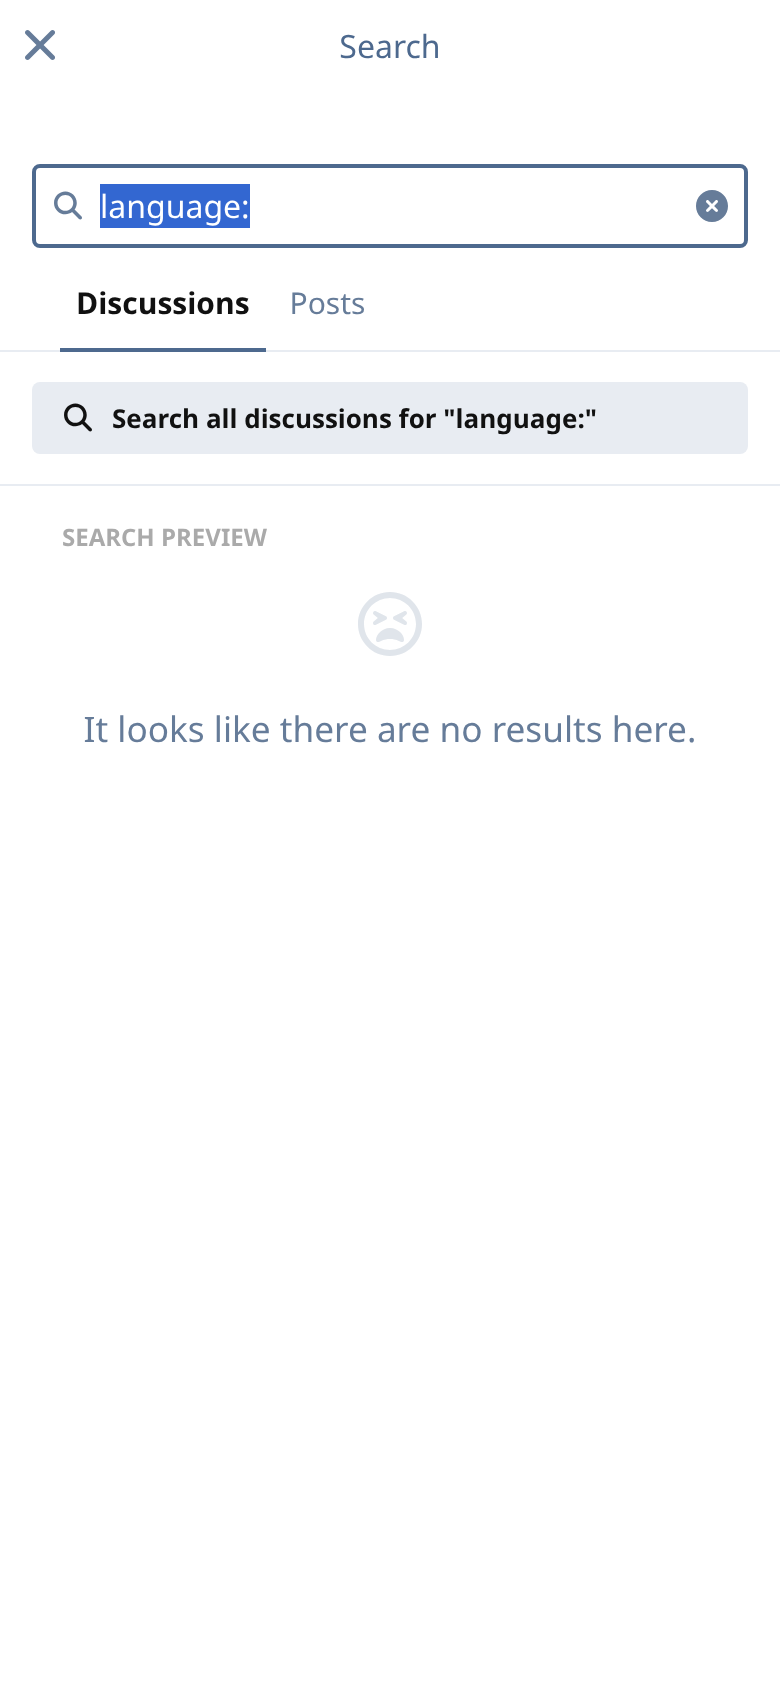 Search
language:
Discussions Posts
Search all discussions for "language:"
SEARCH PREVIEW
It looks like there are no results here.